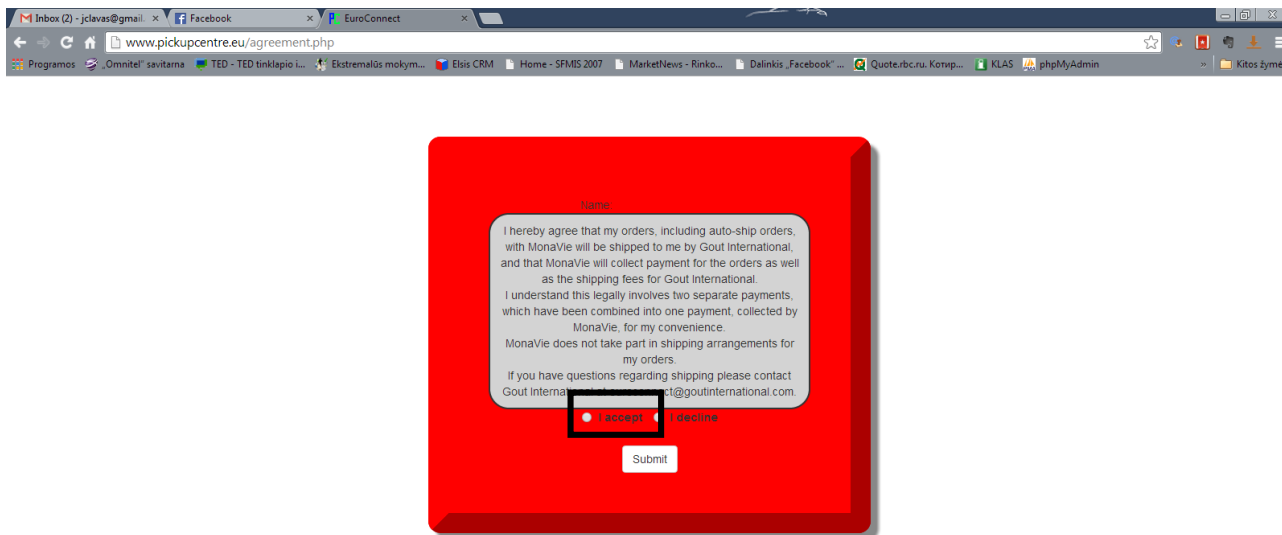 Inbox (2) - jclavas@gmail. Facebook EuroConnect
www.pickupcentre.eu/agreement.php
Programos „Omnitel“ savitarna TED - TED tinklapio i... Ekstremalūs mokym... Elsis CRM Home - SFMIS 2007 MarketNews - Rinko... Dalinkis „Facebook“ ... Quote.rbc.ru. Котир... KLAS phpMyAdmin » Kitos žymė
Name:
I hereby agree that my orders, including auto-ship orders,
with MonaVie will be shipped to me by Gout International,
and that MonaVie will collect payment for the orders as well
as the shipping fees for Gout International.
I understand this legally involves two separate payments,
which have been combined into one payment, collected by
MonaVie, for my convenience.
MonaVie does not take part in shipping arrangements for
my orders.
If you have questions regarding shipping please contact
Gout International at euroconnect@goutinternational.com.
I accept I decline
Submit